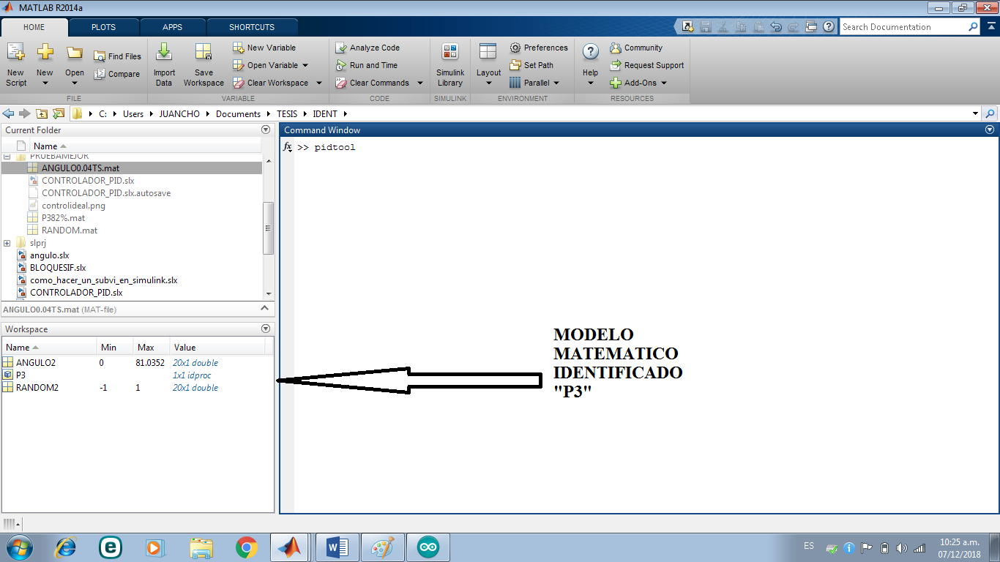 MATLAB R2014a
HOME PLOTS APPS SHORTCUTS
Search Documentation
New Script
New
Open
Find Files
Compare
FILE
Import Data
Save Workspace
New Variable
Open Variable
Clear Workspace
VARIABLE
Analyze Code
Run and Time
Clear Commands
CODE
Simulink Library
SIMULINK
Layout
Preferences
Set Path
Parallel
ENVIRONMENT
Help
Community
Request Support
Add-Ons
RESOURCES
C: Users JUANCHO Documents TESIS IDENT
Current Folder
Name
PRUEBAMEJOR
ANGULO0.04TS.mat
CONTROLADOR_PID.slx
CONTROLADOR_PID.slx.autosave
controlideal.png
P382%.mat
RANDOM.mat
slprj
angulo.slx
BLOQUESIF.slx
como_hacer_un_subvi_en_simulink.slx
CONTROLADOR_PID.slx
ANGULO0.04TS.mat (MAT-file)
Workspace
Name Min Max Value
ANGULO2 0 81.0352 20x1 double
P3 1x1 idproc
RANDOM2 -1 1 20x1 double
Command Window
fx >> pidtool
MODELO
MATEMATICO
IDENTIFICADO
"P3"
ES
10:25 a.m.
07/12/2018